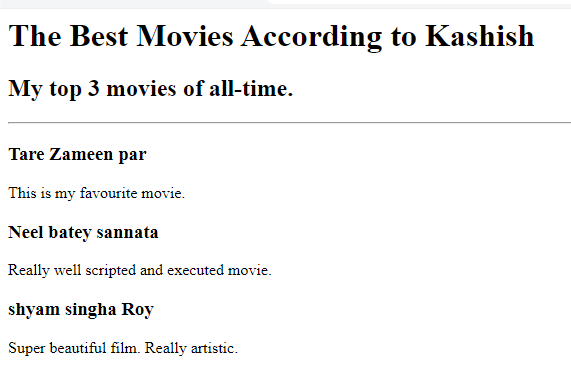 The Best Movies According to Kashish
My top 3 movies of all-time.
Tare Zameen par
This is my favourite movie.
Neel batey sannata
Really well scripted and executed movie.
shyam singha Roy
Super beautiful film. Really artistic.